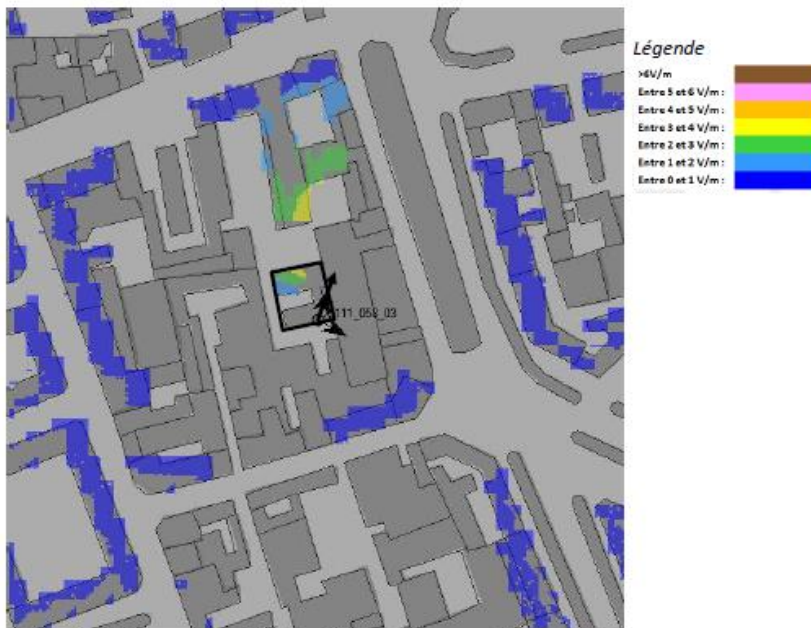 Légende
>6V/m
Entre 5 et 6 V/m :
Entre 4 et 5 V/m :
Entre 3 et 4 V/m :
Entre 2 et 3 V/m :
Entre 1 et 2 V/m :
Entre 0 et 1 V/m :
111_058_03